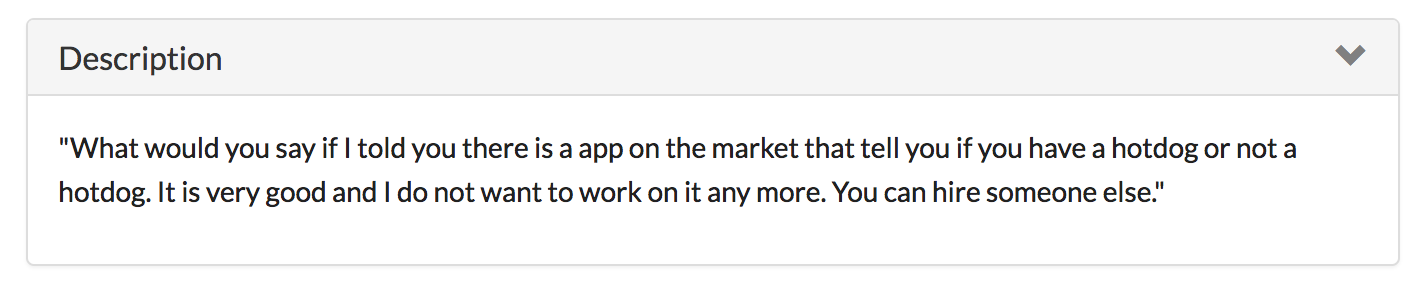 Description
"What would you say if I told you there is a app on the market that tell you if you have a hotdog or not a
hotdog. It is very good and I do not want to work on it any more. You can hire someone else."